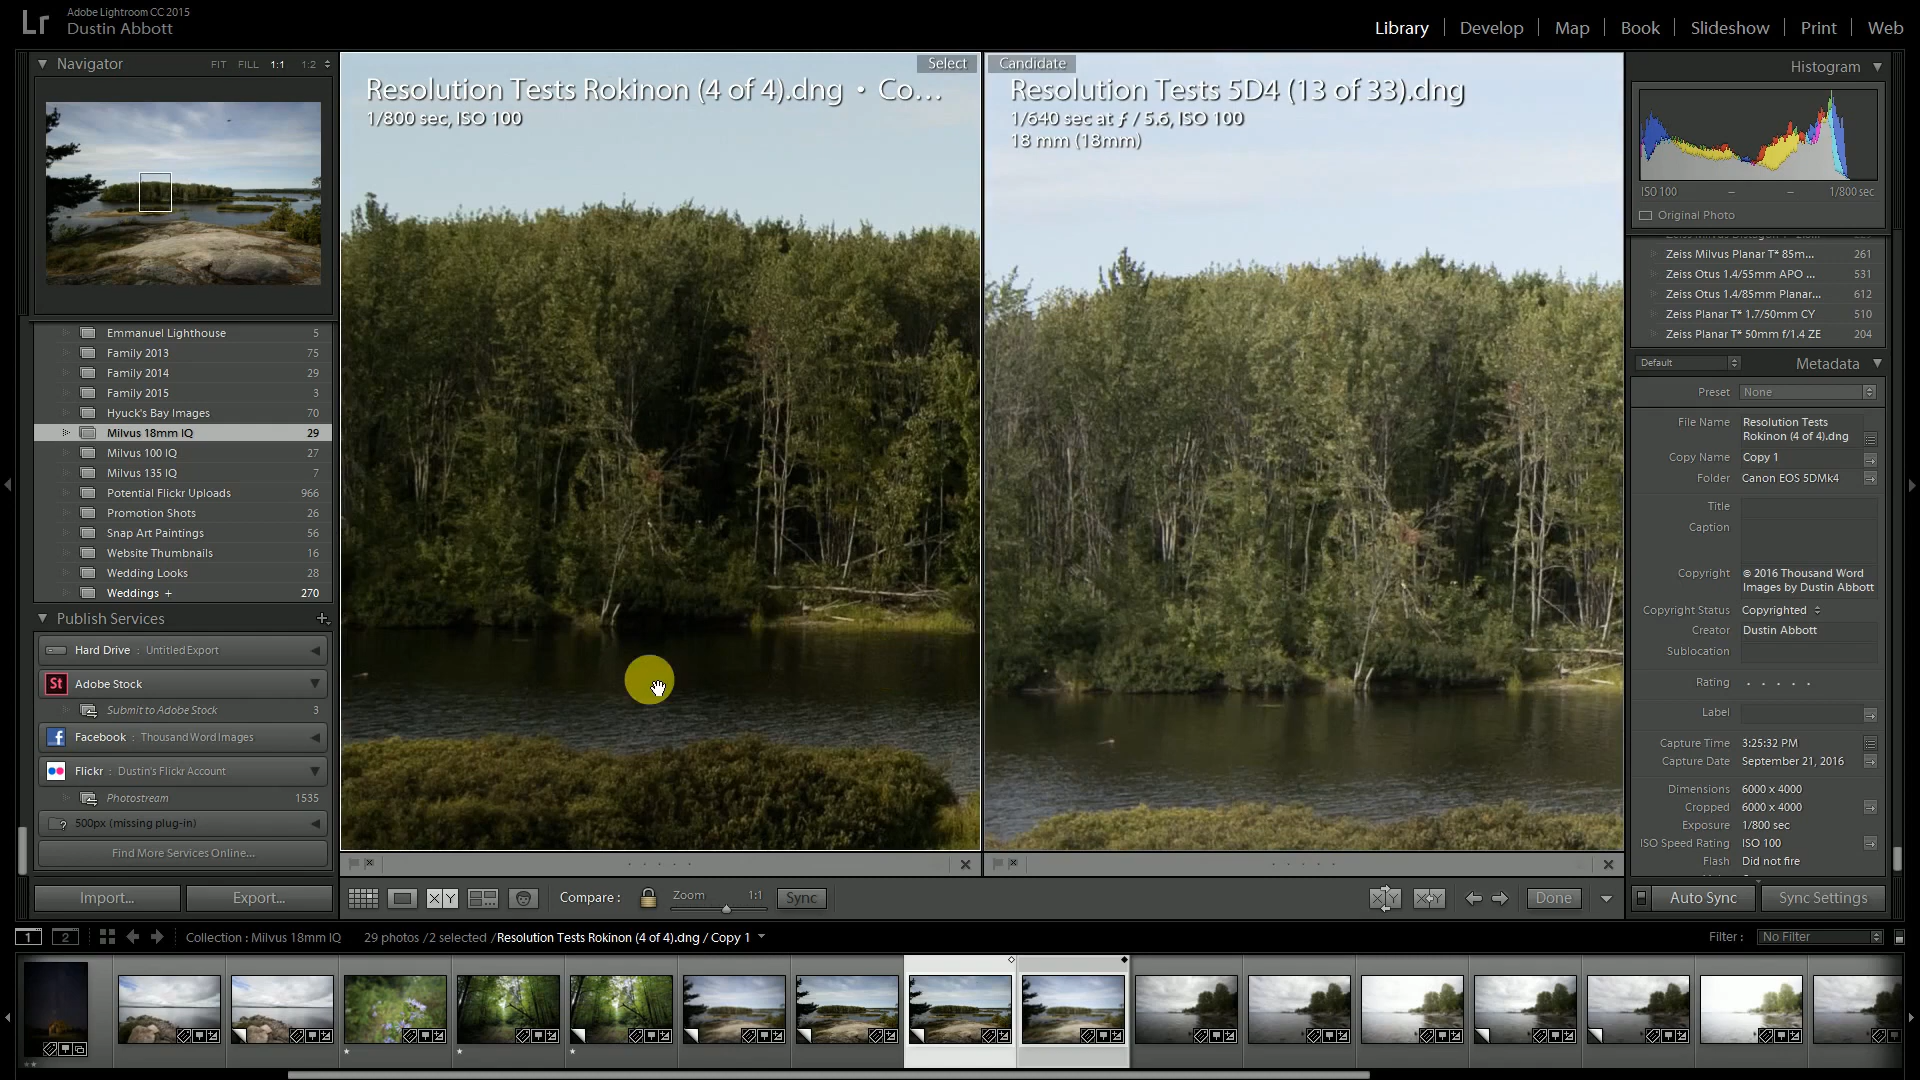 Lr
Adobe Lightroom CC 2015
Dustin Abbott
Library
Develop
Map
Book
Slideshow
Print
Web
Navigator
FIT
FILL
1:1
1:2
Emmanuel Lighthouse 5
Family 2013 75
Family 2014 29
Family 2015 3
Hyuck's Bay Images 70
Milvus 18mm IQ 29
Milvus 100 IQ 27
Milvus 135 IQ 7
Potential Flickr Uploads 966
Promotion Shots 26
Snap Art Paintings 56
Website Thumbnails 16
Wedding Looks 28
Weddings + 270
Publish Services +
Hard Drive : Untitled Export
St Adobe Stock
Submit to Adobe Stock 3
f Facebook : Thousand Word Images
Flickr : Dustin's Flickr Account
Photostream 1535
500px (missing plug-in)
Find More Services Online...
Import...
Export...
Select
Resolution Tests Rokinon (4 of 4).dng • Co...
1/800 sec, ISO 100
Candidate
Resolution Tests 5D4 (13 of 33).dng
1/640 sec at ƒ / 5.6, ISO 100
18 mm (18mm)
Compare :
Zoom 1:1
Sync
Done
Histogram
ISO 100 – – 1/800 sec
Original Photo
Zeiss Milvus Planar T* 85m... 261
Zeiss Otus 1.4/55mm APO ... 531
Zeiss Otus 1.4/85mm Planar... 612
Zeiss Planar T* 1.7/50mm CY 510
Zeiss Planar T* 50mm f/1.4 ZE 204
Default
Metadata
Preset None
File Name Resolution Tests
Rokinon (4 of 4).dng
Copy Name Copy 1
Folder Canon EOS 5DMk4
Title
Caption
Copyright © 2016 Thousand Word
Images by Dustin Abbott
Copyright Status Copyrighted
Creator Dustin Abbott
Sublocation
Rating . . . . .
Label
Capture Time 3:25:32 PM
Capture Date September 21, 2016
Dimensions 6000 x 4000
Cropped 6000 x 4000
Exposure 1/800 sec
ISO Speed Rating ISO 100
Flash Did not fire
Auto Sync
Sync Settings
1
2
Collection : Milvus 18mm IQ
29 photos /2 selected /Resolution Tests Rokinon (4 of 4).dng / Copy 1
Filter :
No Filter